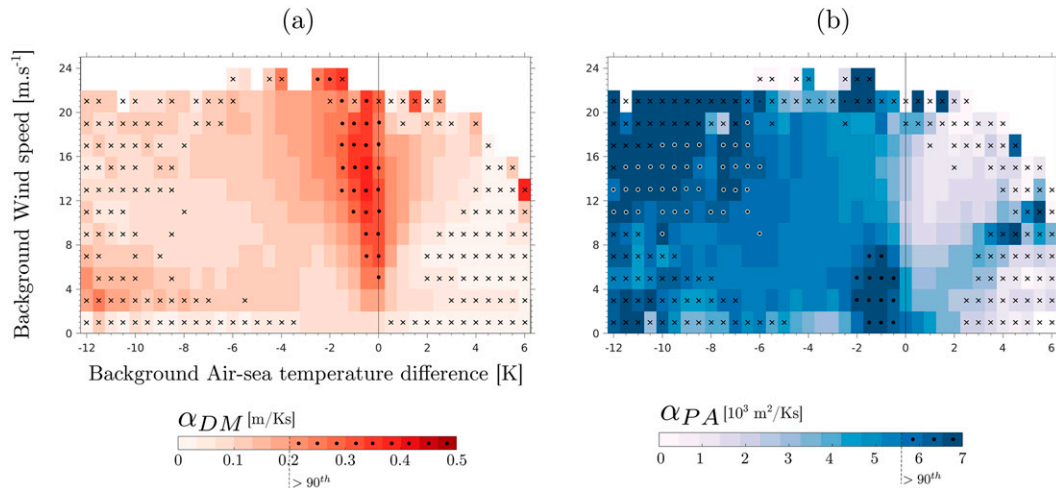 (a)
(b)
Background Wind speed [m.s⁻¹]
24
20
16
12
8
4
0
-12 -10 -8 -6 -4 -2 0 2 4 6
24
20
16
12
8
4
0
-12 -10 -8 -6 -4 -2 0 2 4 6
Background Air-sea temperature difference [K]
α_DM [m/Ks]
0 0.1 0.2 0.3 0.4 0.5
> 90ᵗʰ
α_PA [10³ m²/Ks]
0 1 2 3 4 5 6 7
> 90ᵗʰ